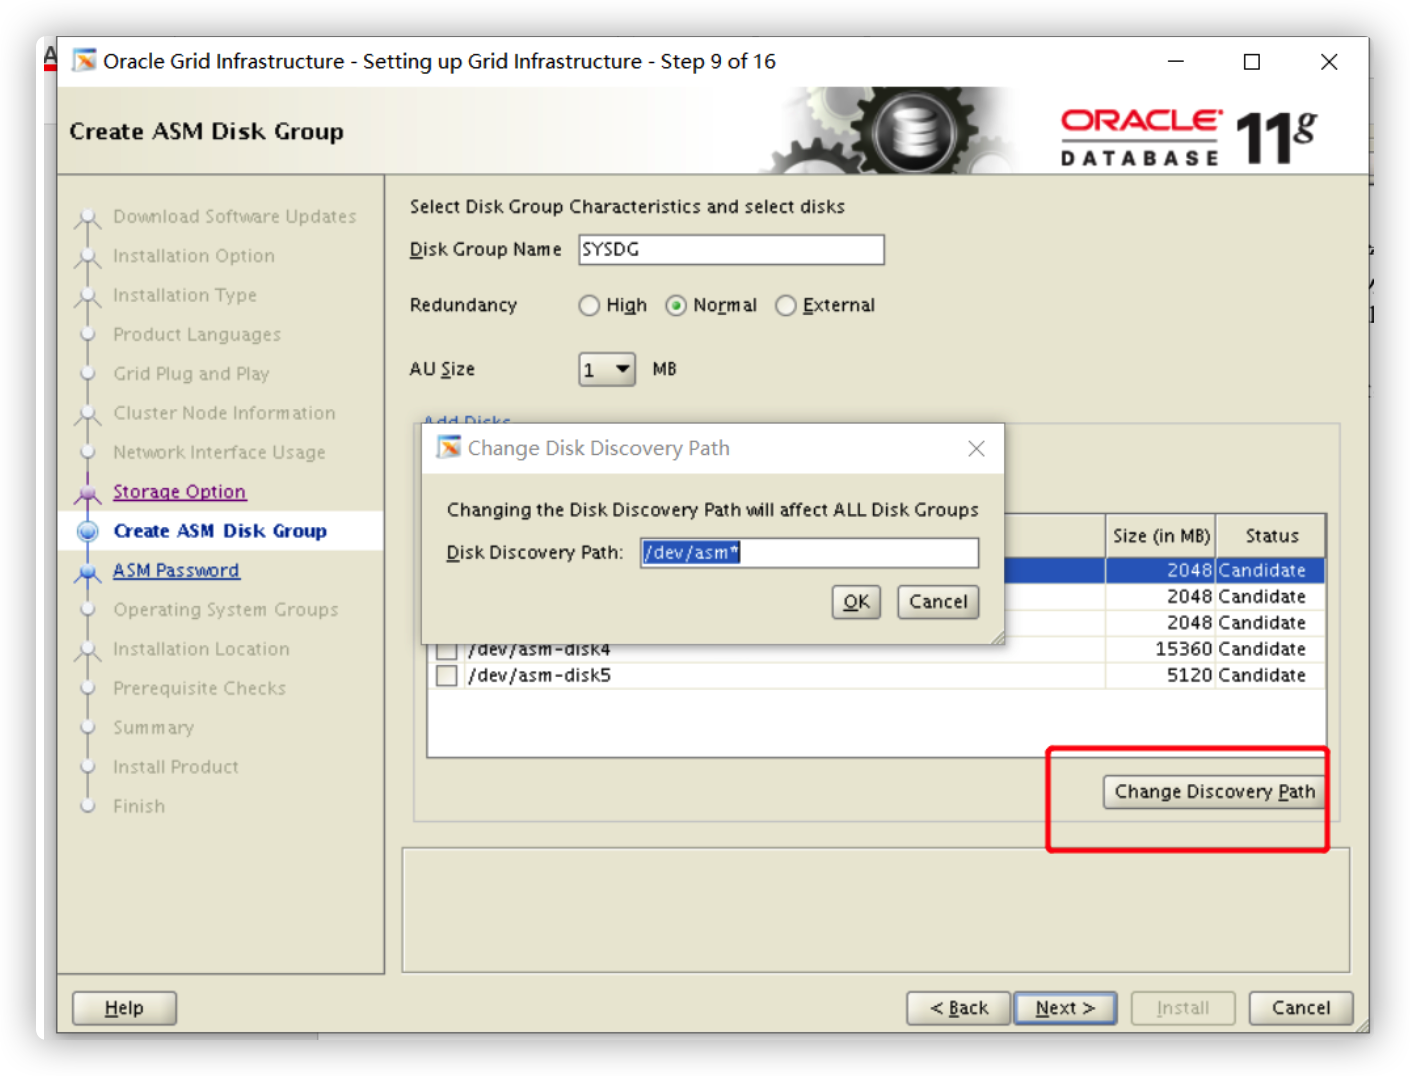 Oracle Grid Infrastructure - Setting up Grid Infrastructure - Step 9 of 16
Create ASM Disk Group
ORACLE
DATABASE
11g
Download Software Updates
Installation Option
Installation Type
Product Languages
Grid Plug and Play
Cluster Node Information
Network Interface Usage
Storage Option
Create ASM Disk Group
ASM Password
Operating System Groups
Installation Location
Prerequisite Checks
Summary
Install Product
Finish
Select Disk Group Characteristics and select disks
Disk Group Name SYSDG
Redundancy High Normal External
AU Size 1 MB
Add Disks
Change Disk Discovery Path
Changing the Disk Discovery Path will affect ALL Disk Groups
Disk Discovery Path: /dev/asm*
OK Cancel
Size (in MB) Status
2048 Candidate
2048 Candidate
2048 Candidate
/dev/asm-disk4 15360 Candidate
/dev/asm-disk5 5120 Candidate
Change Discovery Path
Help < Back Next > Install Cancel